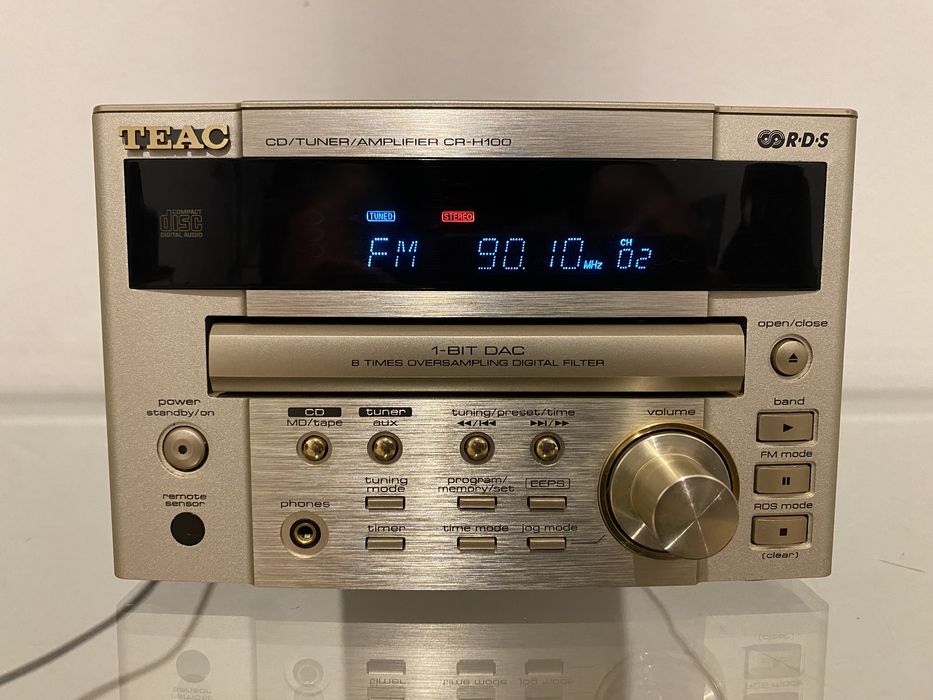 TEAC
CD/TUNER/AMPLIFIER CR-H100
R·D·S
COMPACT
disc
DIGITAL AUDIO
TUNED
STEREO
FM 90.10 MHz CH 02
open/close
1-BIT DAC
8 TIMES OVERSAMPLING DIGITAL FILTER
power
standby/on
CD
MD/tape
tuner
aux
tuning/preset/time
volume
band
FM mode
RDS mode
(clear)
remote
sensor
phones
tuning
mode
program/
memory/set
EEPS
timer
time mode
jog mode